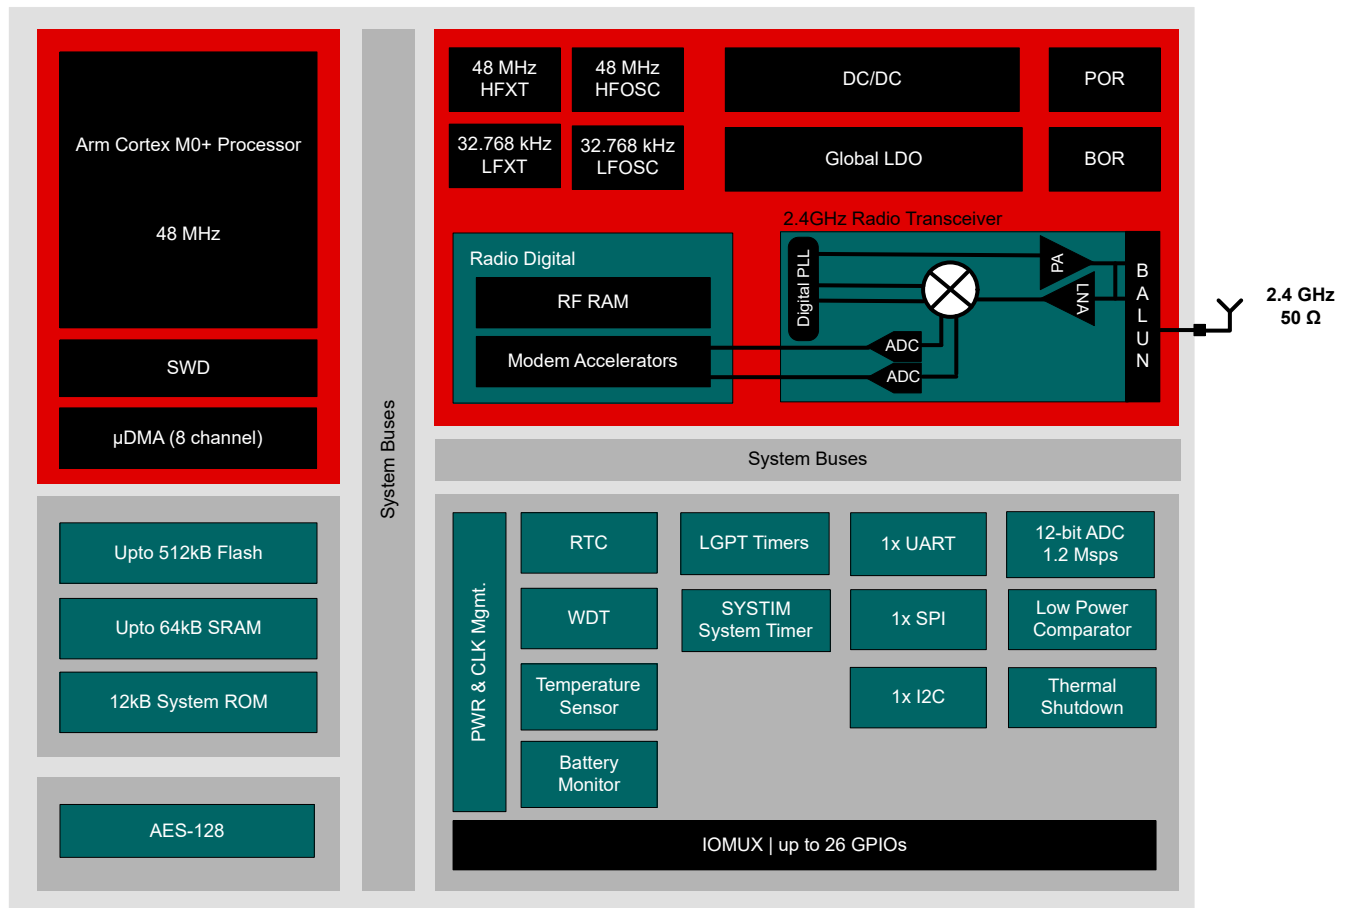 Arm Cortex M0+ Processor
48 MHz
SWD
µDMA (8 channel)
Upto 512kB Flash
Upto 64kB SRAM
12kB System ROM
AES-128
System Buses
48 MHz
HFXT
48 MHz
HFOSC
32.768 kHz
LFXT
32.768 kHz
LFOSC
DC/DC
Global LDO
POR
BOR
Radio Digital
RF RAM
Modem Accelerators
2.4GHz Radio Transceiver
Digital PLL
ADC
ADC
PA
LNA
BALUN
2.4 GHz
50 Ω
System Buses
PWR & CLK Mgmt.
RTC
WDT
Temperature
Sensor
Battery
Monitor
LGPT Timers
SYSTIM
System Timer
1x UART
1x SPI
1x I2C
12-bit ADC
1.2 Msps
Low Power
Comparator
Thermal
Shutdown
IOMUX | up to 26 GPIOs